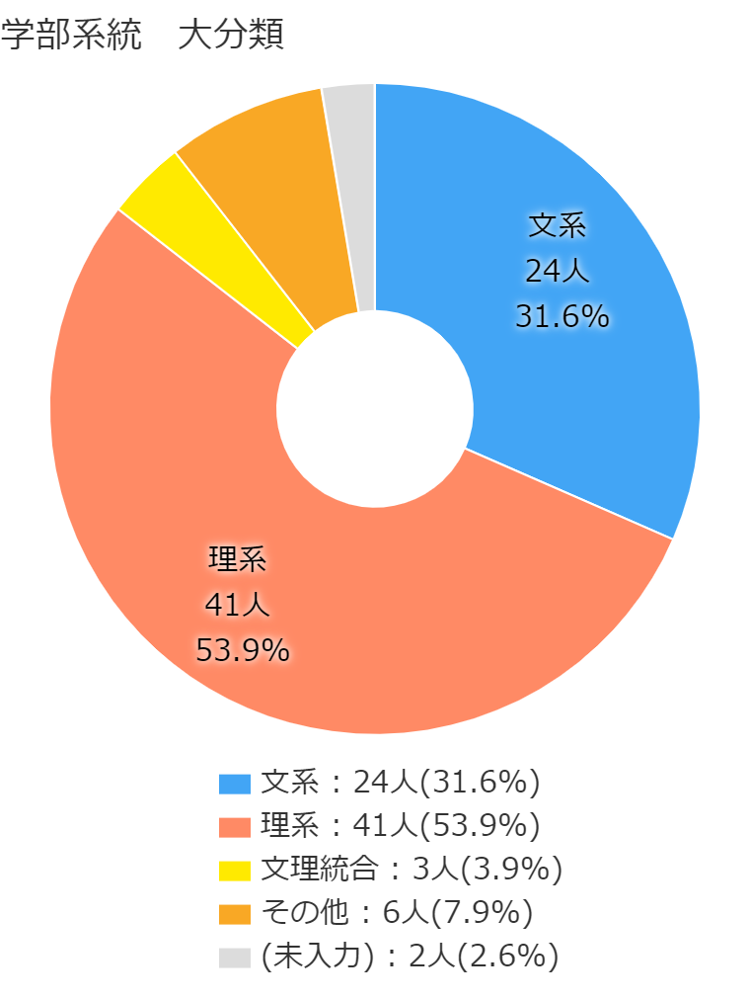 学部系統　大分類
文系
24人
31.6%
理系
41人
53.9%
文系 : 24人(31.6%)
理系 : 41人(53.9%)
文理統合 : 3人(3.9%)
その他 : 6人(7.9%)
(未入力) : 2人(2.6%)